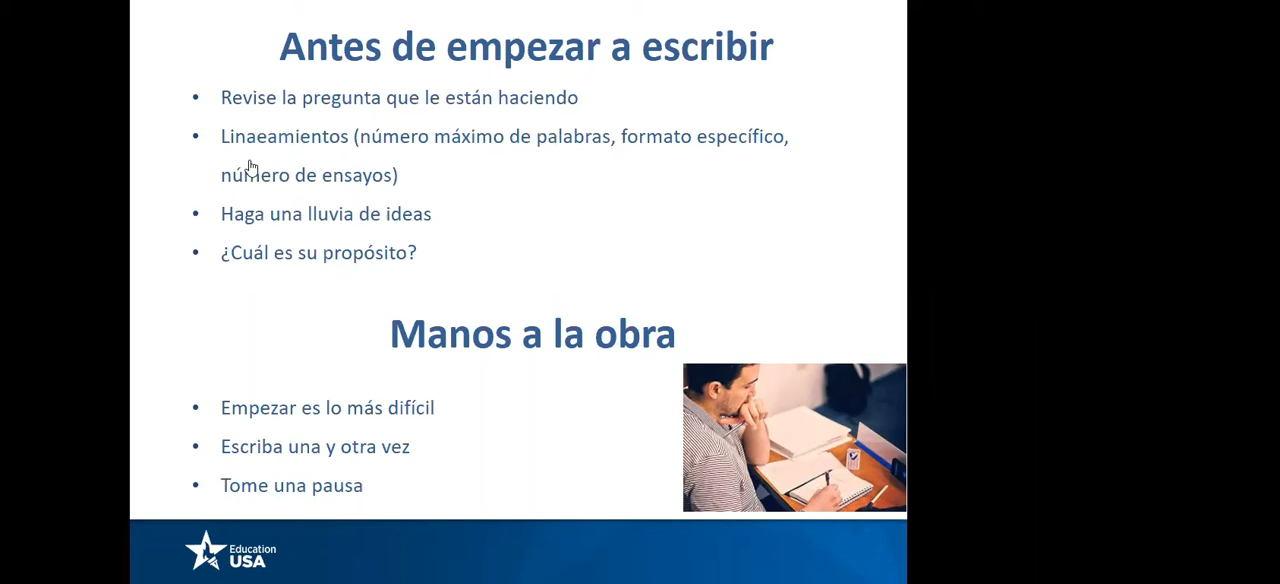 Antes de empezar a escribir
• Revise la pregunta que le están haciendo
• Linaeamientos (número máximo de palabras, formato específico,
número de ensayos)
• Haga una lluvia de ideas
• ¿Cuál es su propósito?
Manos a la obra
• Empezar es lo más difícil
• Escriba una y otra vez
• Tome una pausa
Education
USA